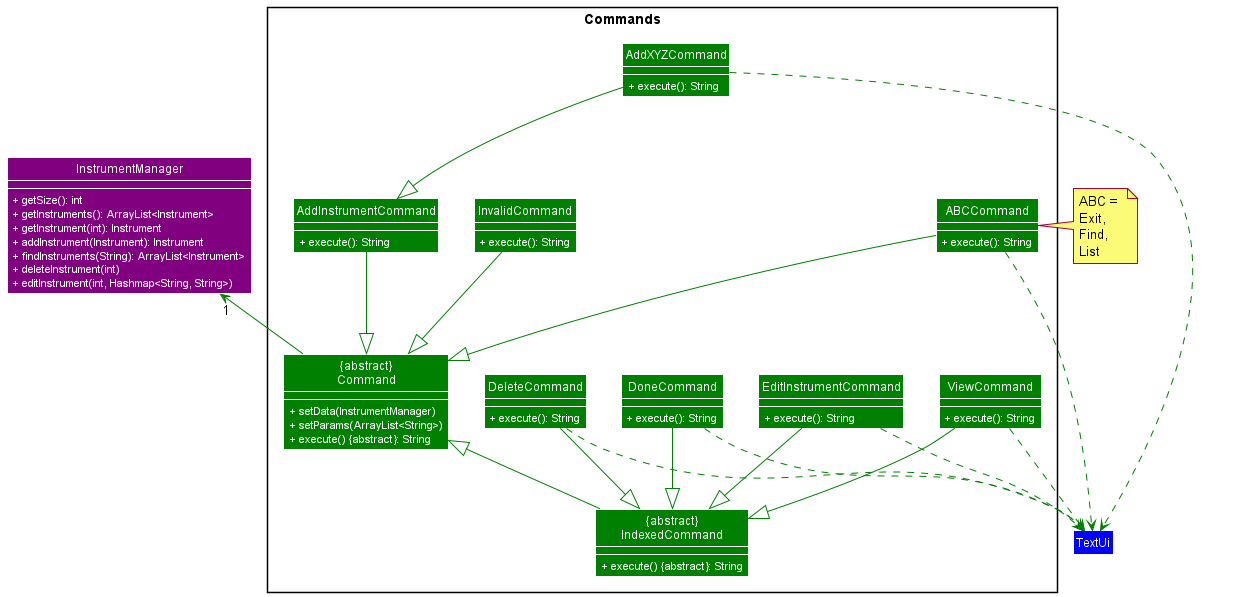 Commands
AddXYZCommand
+ execute(): String
InstrumentManager
+ getSize(): int
+ getInstruments(): ArrayList<Instrument>
+ getInstrument(int): Instrument
+ addInstrument(Instrument): Instrument
+ findInstruments(String): ArrayList<Instrument>
+ deleteInstrument(int)
+ editInstrument(int, Hashmap<String, String>)
1
AddInstrumentCommand
+ execute(): String
InvalidCommand
+ execute(): String
ABCCommand
+ execute(): String
ABC =
Exit,
Find,
List
{abstract}
Command
+ setData(InstrumentManager)
+ setParams(ArrayList<String>)
+ execute() {abstract}: String
DeleteCommand
+ execute(): String
DoneCommand
+ execute(): String
EditInstrumentCommand
+ execute(): String
ViewCommand
+ execute(): String
{abstract}
IndexedCommand
+ execute() {abstract}: String
TextUi